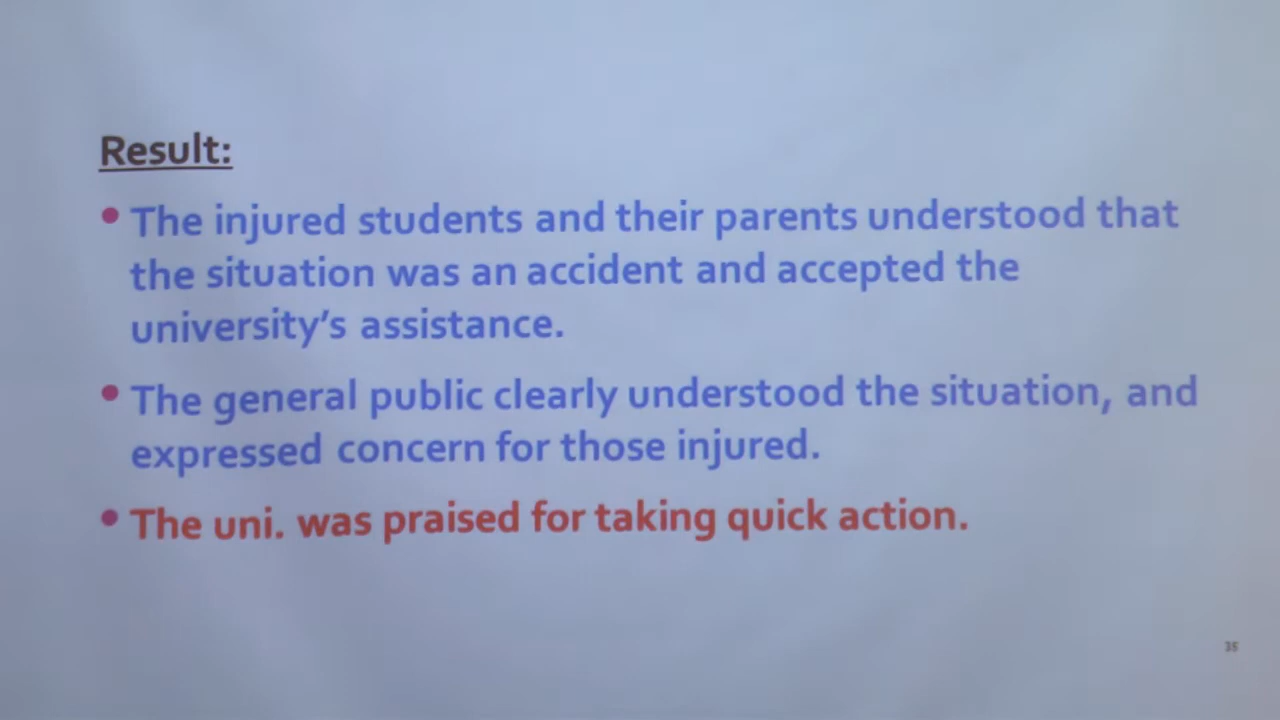 Result:
• The injured students and their parents understood that
the situation was an accident and accepted the
university's assistance.
• The general public clearly understood the situation, and
expressed concern for those injured.
• The uni. was praised for taking quick action.
35